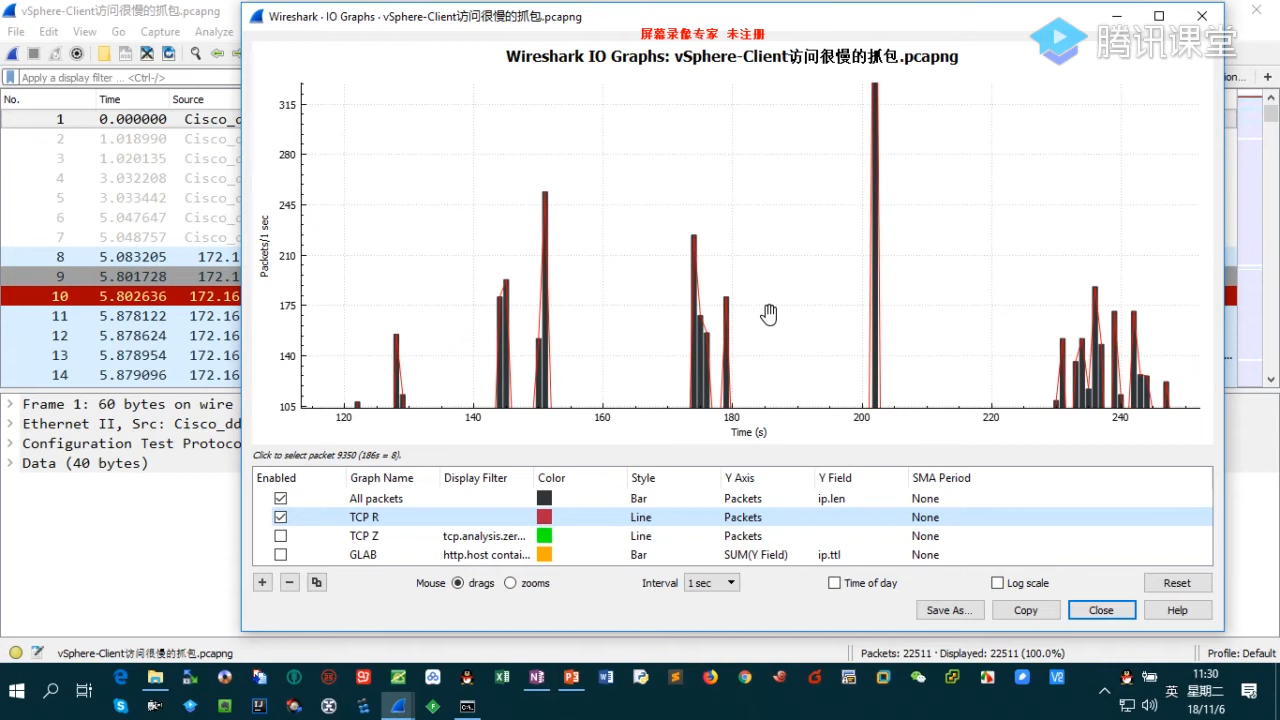 vSphere-Client访问很慢的抓包.pcapng
File Edit View Go Capture Analyze
Apply a display filter ... <Ctrl-/>
No. Time Source
1 0.000000 Cisco_d
2 1.018990 Cisco_d
3 1.020135 Cisco_d
4 3.032208 Cisco_d
5 3.033442 Cisco_d
6 5.047647 Cisco_d
7 5.048757 Cisco_d
8 5.083205 172.1
9 5.801728 172.1
10 5.802636 172.16
11 5.878122 172.16
12 5.878624 172.16
13 5.878954 172.16
14 5.879096 172.16
Frame 1: 60 bytes on wire
Ethernet II, Src: Cisco_dd
Configuration Test Protoco
Data (40 bytes)
Wireshark · IO Graphs · vSphere-Client访问很慢的抓包.pcapng
屏幕录像专家 未注册
腾讯课堂
Wireshark IO Graphs: vSphere-Client访问很慢的抓包.pcapng
ion... +
Packets/1 sec
315
280
245
210
175
140
105
120 140 160 180 200 220 240
Time (s)
Click to select packet 9350 (186s = 8).
Enabled Graph Name Display Filter Color Style Y Axis Y Field SMA Period
All packets Bar Packets ip.len None
TCP R Line Packets None
TCP Z tcp.analysis.zer... Line Packets None
GLAB http.host contai... Bar SUM(Y Field) ip.ttl None
Mouse drags zooms Interval 1 sec Time of day Log scale Reset
Save As... Copy Close Help
vSphere-Client访问很慢的抓包.pcapng Packets: 22511 · Displayed: 22511 (100.0%) Profile: Default
英
11:30
星期二
18/11/6